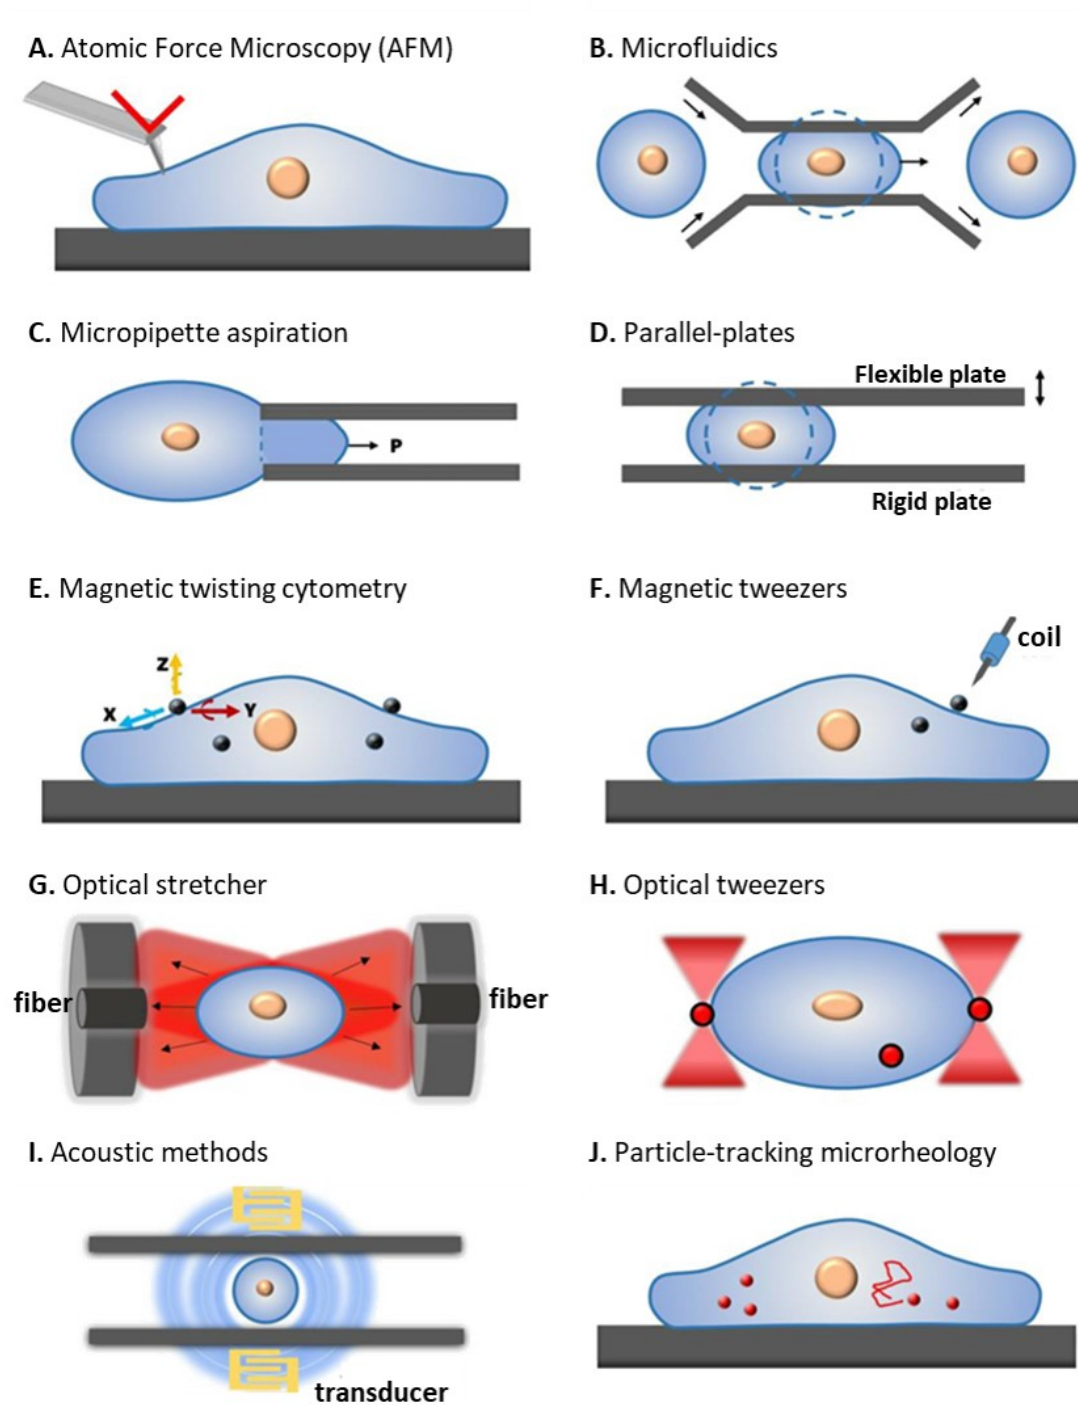 A. Atomic Force Microscopy (AFM)
B. Microfluidics
C. Micropipette aspiration
P
D. Parallel-plates
Flexible plate
Rigid plate
E. Magnetic twisting cytometry
Z
X
Y
F. Magnetic tweezers
coil
G. Optical stretcher
fiber
fiber
H. Optical tweezers
I. Acoustic methods
transducer
J. Particle-tracking microrheology